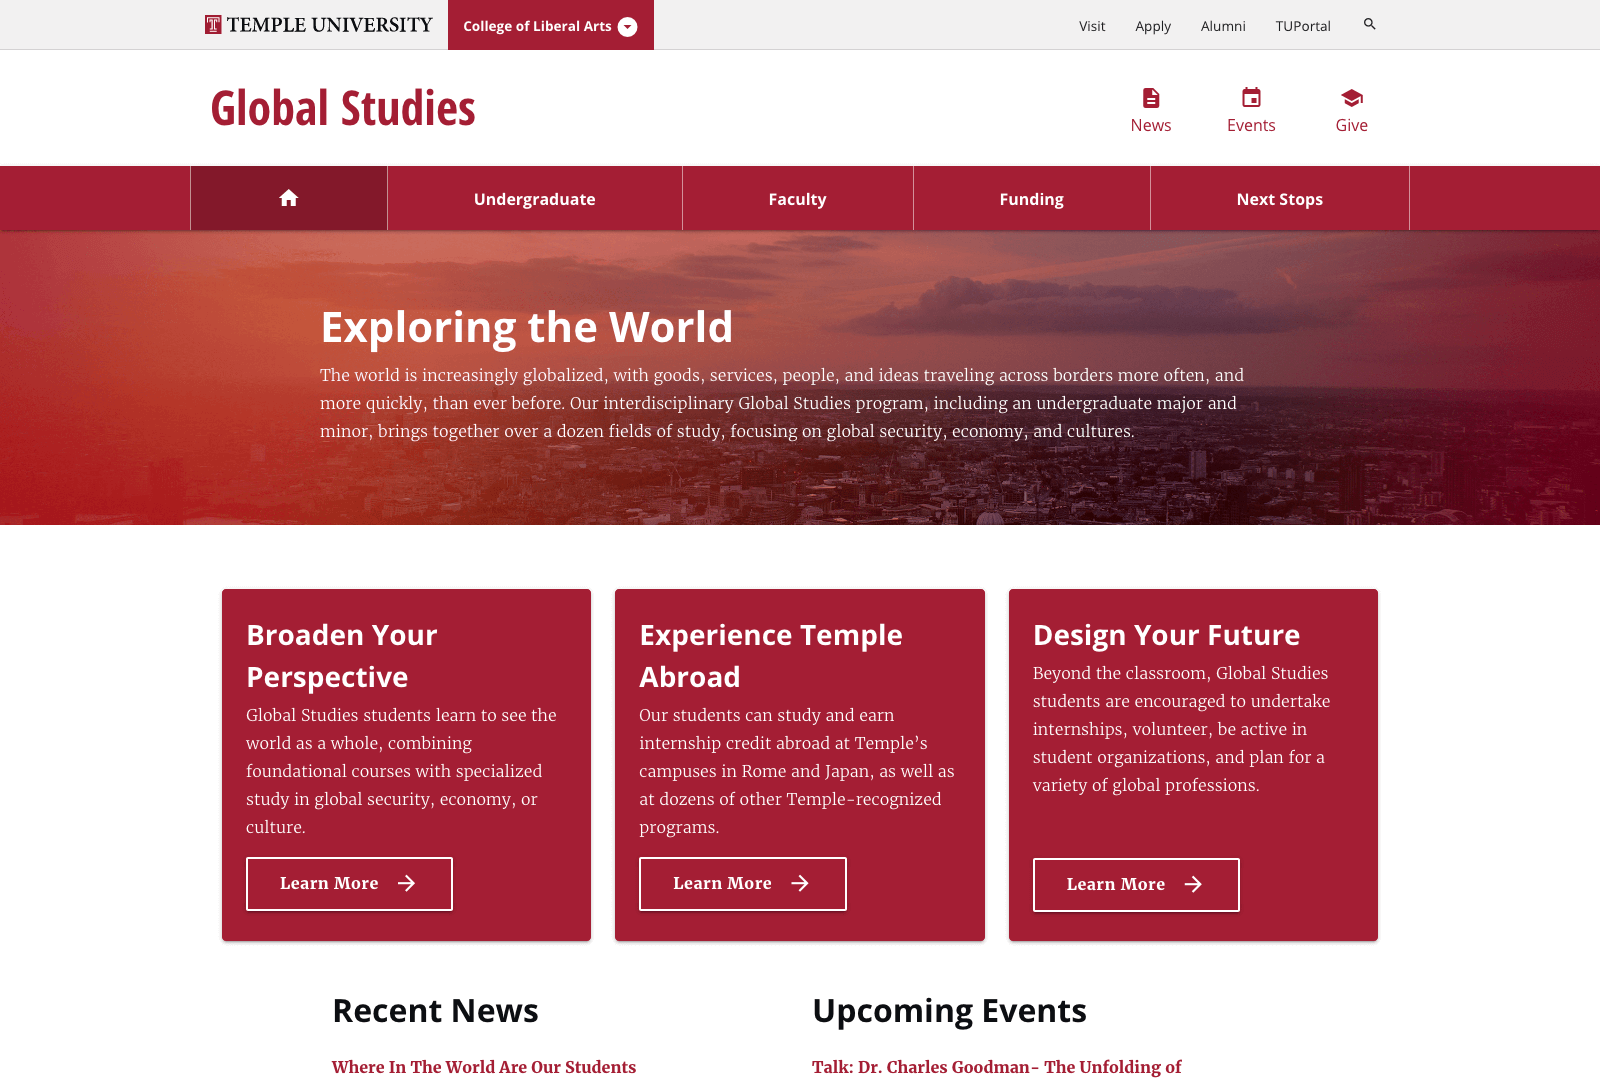 TEMPLE UNIVERSITY
College of Liberal Arts
Visit
Apply
Alumni
TUPortal
Global Studies
News
Events
Give
Undergraduate
Faculty
Funding
Next Stops
Exploring the World
The world is increasingly globalized, with goods, services, people, and ideas traveling across borders more often, and
more quickly, than ever before. Our interdisciplinary Global Studies program, including an undergraduate major and
minor, brings together over a dozen fields of study, focusing on global security, economy, and cultures.
Broaden Your
Perspective
Global Studies students learn to see the
world as a whole, combining
foundational courses with specialized
study in global security, economy, or
culture.
Learn More
Experience Temple
Abroad
Our students can study and earn
internship credit abroad at Temple’s
campuses in Rome and Japan, as well as
at dozens of other Temple-recognized
programs.
Learn More
Design Your Future
Beyond the classroom, Global Studies
students are encouraged to undertake
internships, volunteer, be active in
student organizations, and plan for a
variety of global professions.
Learn More
Recent News
Where In The World Are Our Students
Upcoming Events
Talk: Dr. Charles Goodman- The Unfolding of